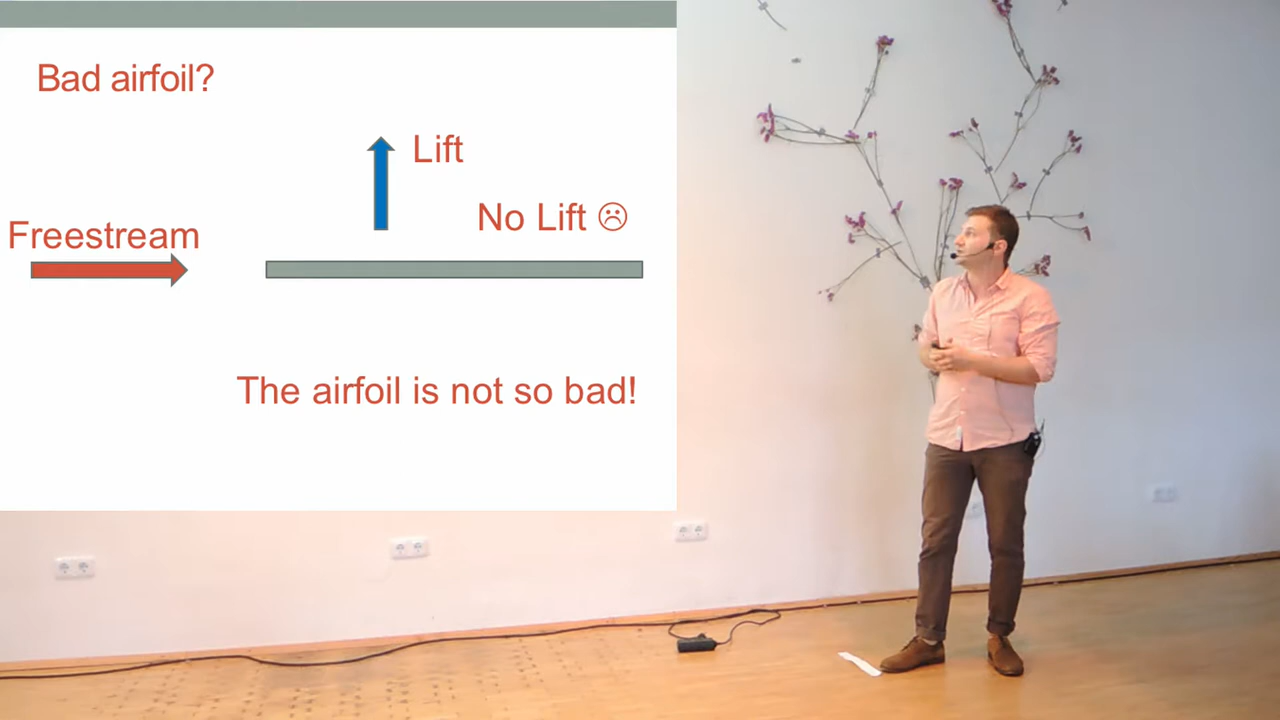 Bad airfoil?
Lift
No Lift ☹
Freestream
The airfoil is not so bad!